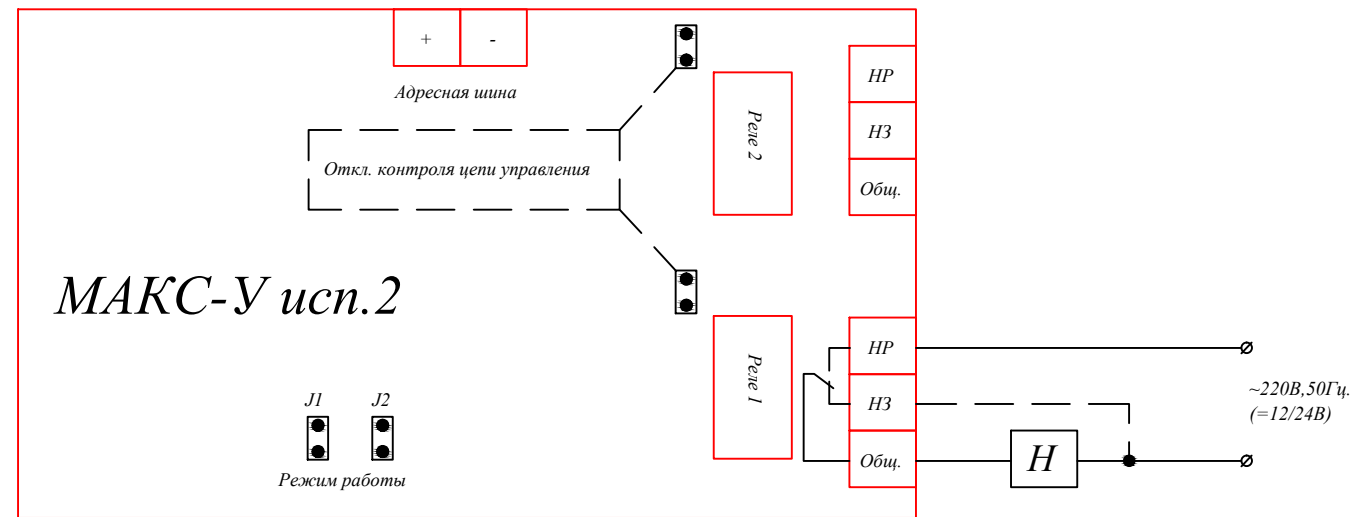 + -
Адресная шина
НР
Реле 2
НЗ
Откл. контроля цепи управления
Общ.
МАКС-У исп.2
НР
Реле 1
~220В,50Гц.
(=12/24В)
J1 J2
НЗ
Общ.
Н
Режим работы